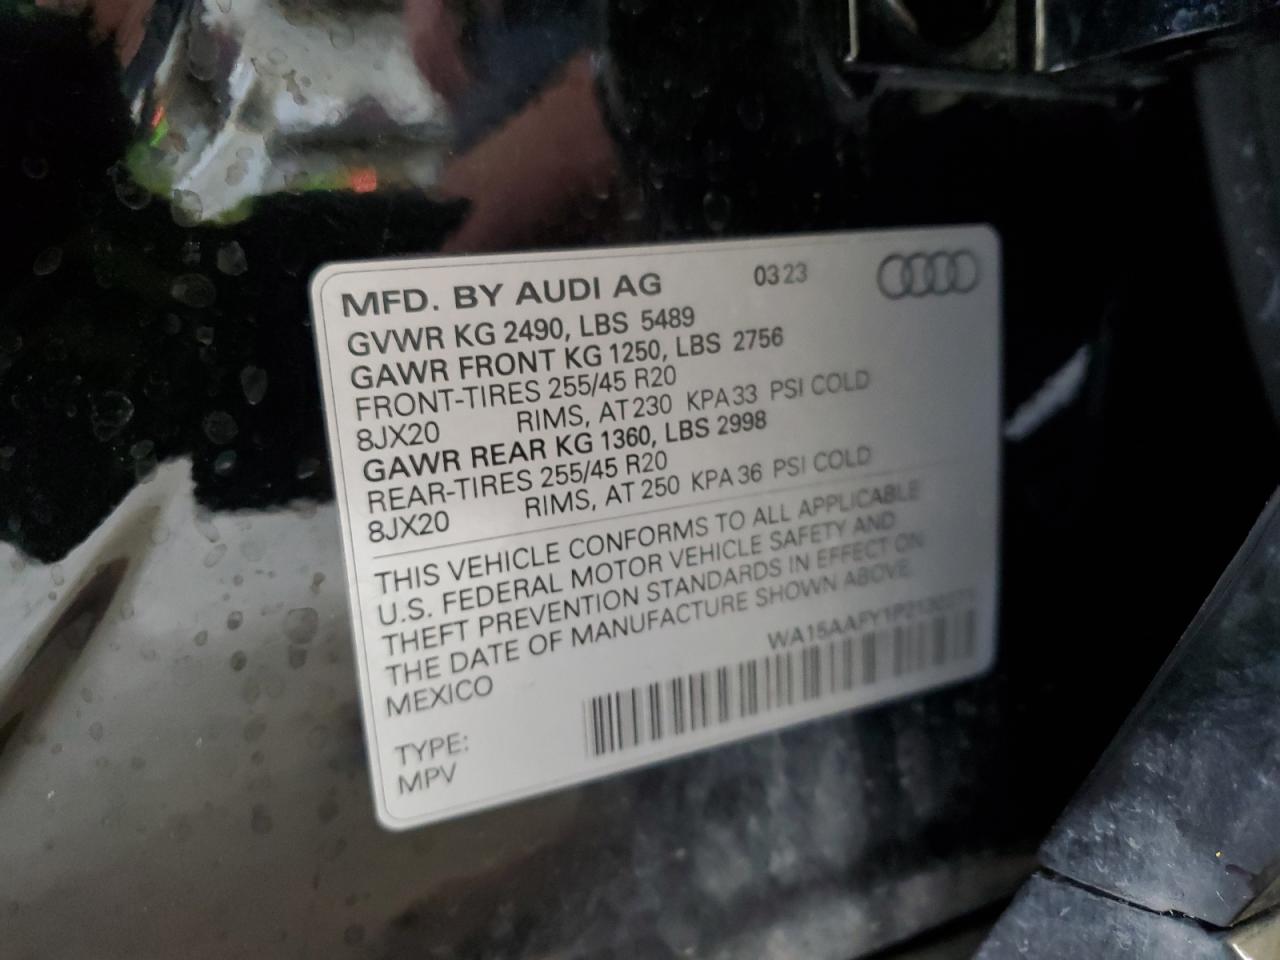 MFD. BY AUDI AG 03 23
GVWR KG 2490, LBS 5489
GAWR FRONT KG 1250, LBS 2756
FRONT-TIRES 255/45 R20
8JX20 RIMS, AT 230 KPA 33 PSI COLD
GAWR REAR KG 1360, LBS 2998
REAR-TIRES 255/45 R20
8JX20 RIMS, AT 250 KPA 36 PSI COLD
THIS VEHICLE CONFORMS TO ALL APPLICABLE
U.S. FEDERAL MOTOR VEHICLE SAFETY AND
THEFT PREVENTION STANDARDS IN EFFECT ON
THE DATE OF MANUFACTURE SHOWN ABOVE.
MEXICO
TYPE:
MPV